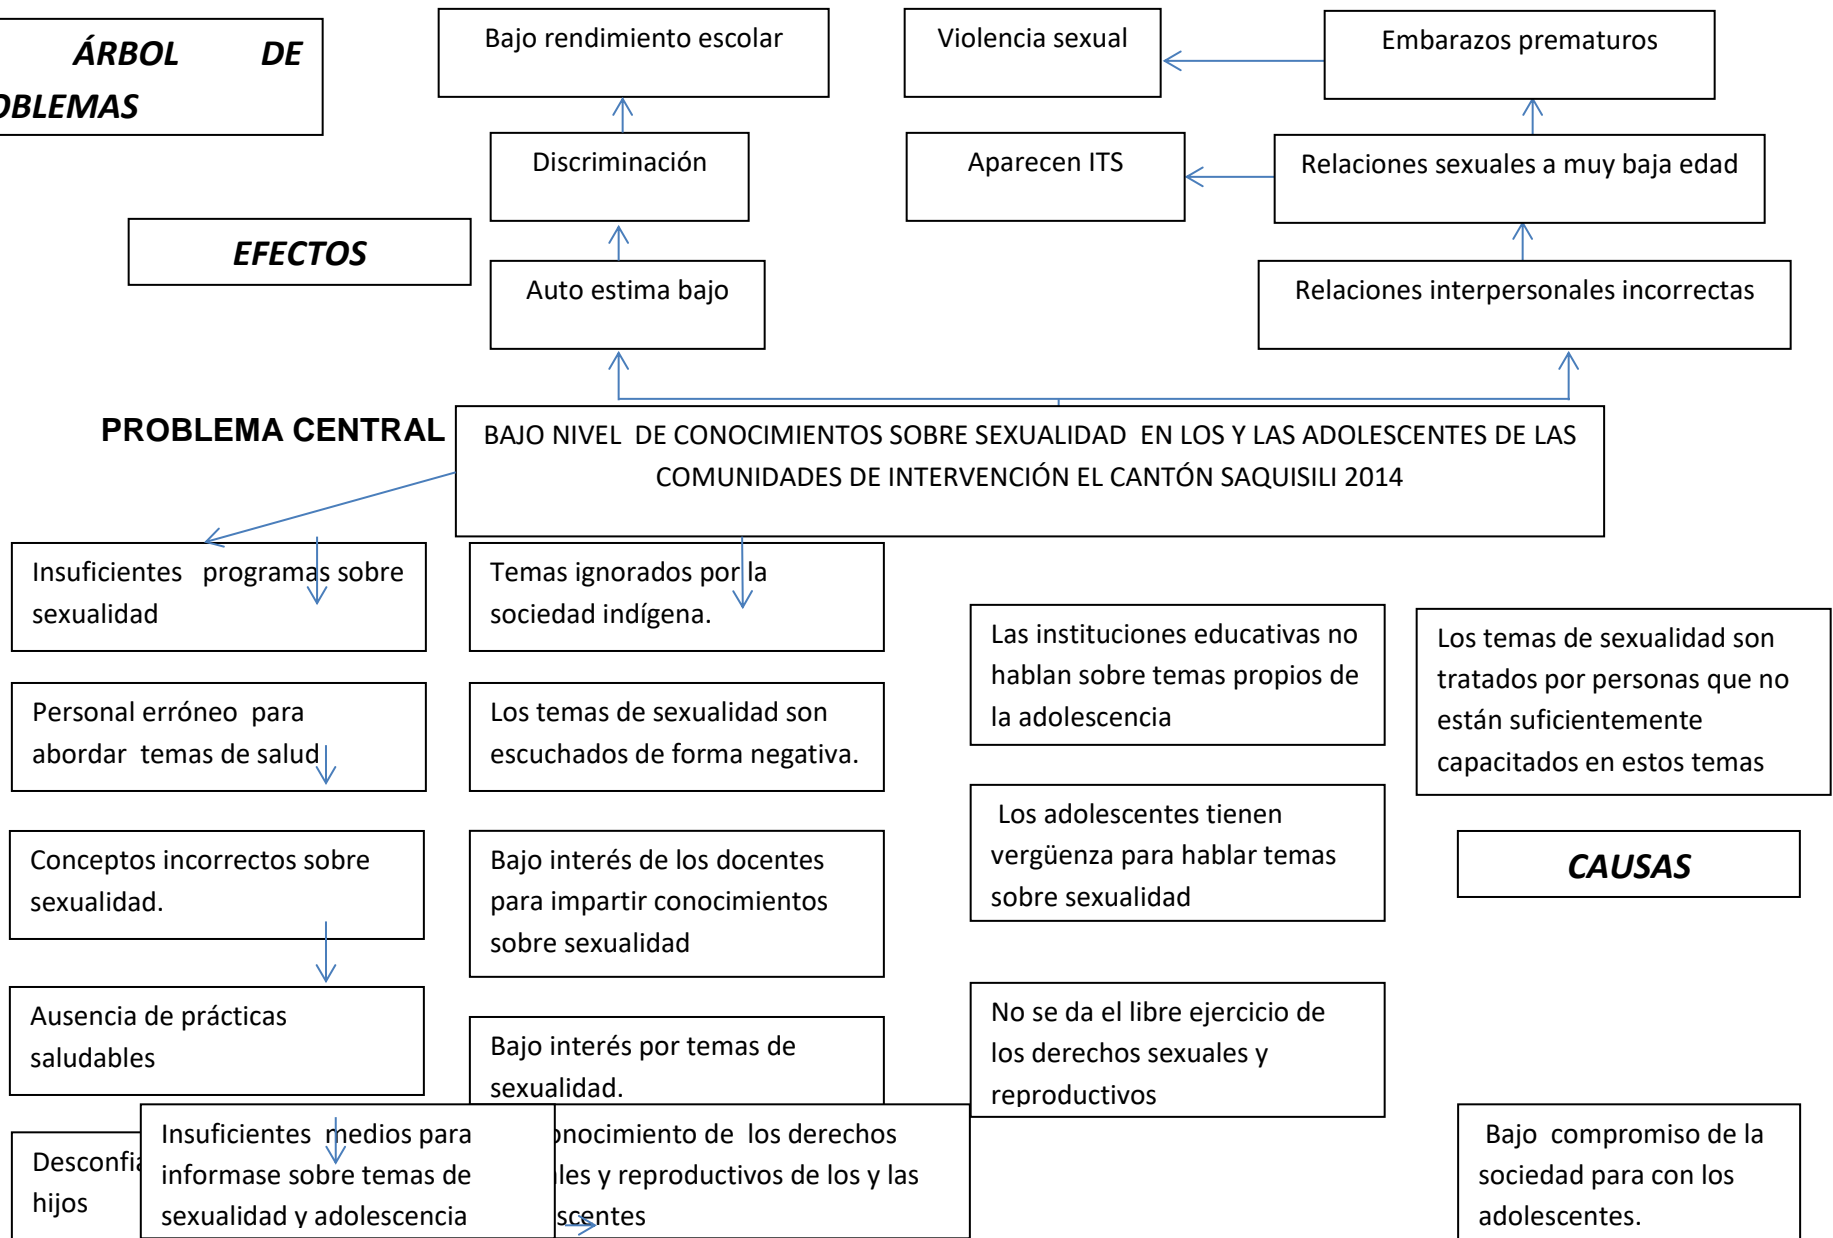 ÁRBOL DE
Bajo rendimiento escolar
Violencia sexual
Embarazos prematuros
Discriminación
Aparecen ITS
Relaciones sexuales a muy baja edad
EFECTOS
Auto estima bajo
Relaciones interpersonales incorrectas
PROBLEMA CENTRAL
BAJO NIVEL DE CONOCIMIENTOS SOBRE SEXUALIDAD EN LOS Y LAS ADOLESCENTES DE LAS
COMUNIDADES DE INTERVENCIÓN EL CANTÓN SAQUISILI 2014
Insuficientes programas sobre
sexualidad
Temas ignorados por la
sociedad indígena.
Las instituciones educativas no
hablan sobre temas propios de
la adolescencia
Los temas de sexualidad son
tratados por personas que no
están suficientemente
capacitados en estos temas
Personal erróneo para
abordar temas de salud
Los temas de sexualidad son
escuchados de forma negativa.
Los adolescentes tienen
vergüenza para hablar temas
sobre sexualidad
CAUSAS
Conceptos incorrectos sobre
sexualidad.
Bajo interés de los docentes
para impartir conocimientos
sobre sexualidad
Ausencia de prácticas
saludables
Bajo interés por temas de
sexualidad.
No se da el libre ejercicio de
los derechos sexuales y
reproductivos
hijos
Insuficientes medios para
informase sobre temas de
sexualidad y adolescencia
de los derechos
y reproductivos de los y las
Bajo compromiso de la
sociedad para con los
adolescentes.